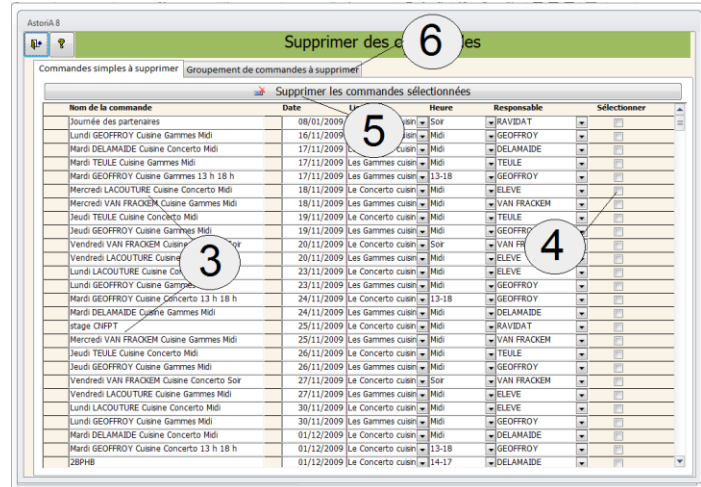 AstoriA 8
Supprimer des c des
6
Commandes simples à supprimer Groupement de commandes à supprimer
Supprimer les commandes sélectionnées
5
Nom de la commande Date Heure Responsable Sélectionner
Journée des partenaires 08/01/2009 cuisin Soir RAVIDAT
Lundi GEOFFROY Cuisine Gammes Midi 16/11/2009 cuisin Midi GEOFFROY
Mardi DELAMAIDE Cuisine Concerto Midi 17/11/2009 cuisin Midi DELAMAIDE
Mardi TEULE Cuisine Gammes Midi 17/11/2009 Les Gammes cuisin Midi TEULE
Mardi GEOFFROY Cuisine Gammes 13 h 18 h 17/11/2009 Les Gammes cuisin 13-18 GEOFFROY
Mercredi LACOUTURE Cuisine Concerto Midi 18/11/2009 Le Concerto cuisin Midi ELEVE
Mercredi VAN FRACKEM Cuisine Gammes Midi 18/11/2009 Les Gammes cuisin Midi VAN FRACKEM
Jeudi TEULE Cuisine Concerto Midi 19/11/2009 Le Concerto cuisin Midi TEULE
Jeudi GEOFFROY Cuisine Gammes Midi 19/11/2009 Les Gammes cuisin Midi GEOFFROY
Vendredi VAN FRACKEM Cuisine Soir 20/11/2009 Le Concerto cuisin Soir VAN FR
Vendredi LACOUTURE Cuisine 20/11/2009 Les Gammes cuisin Midi ELEVE
3
4
Lundi LACOUTURE Cuisine Con Midi 23/11/2009 Le Concerto cuisin Midi ELEVE
Lundi GEOFFROY Cuisine Gammes Midi 23/11/2009 Les Gammes cuisin Midi GEOFFROY
Mardi GEOFFROY Cuisine Concerto 13 h 18 h 24/11/2009 Le Concerto cuisin 13-18 GEOFFROY
Mardi DELAMAIDE Cuisine Gammes Midi 24/11/2009 Les Gammes cuisin Midi DELAMAIDE
stage CNFPT 25/11/2009 Le Concerto cuisin Midi RAVIDAT
Mercredi VAN FRACKEM Cuisine Gammes Midi 25/11/2009 Les Gammes cuisin Midi VAN FRACKEM
Jeudi TEULE Cuisine Concerto Midi 26/11/2009 Le Concerto cuisin Midi TEULE
Jeudi GEOFFROY Cuisine Gammes Midi 26/11/2009 Les Gammes cuisin Midi GEOFFROY
Vendredi VAN FRACKEM Cuisine Concerto Soir 27/11/2009 Le Concerto cuisin Soir VAN FRACKEM
Vendredi LACOUTURE Cuisine Gammes Midi 27/11/2009 Les Gammes cuisin Midi ELEVE
Lundi LACOUTURE Cuisine Concerto Midi 30/11/2009 Le Concerto cuisin Midi ELEVE
Lundi GEOFFROY Cuisine Gammes Midi 30/11/2009 Les Gammes cuisin Midi GEOFFROY
Mardi DELAMAIDE Cuisine Concerto Midi 01/12/2009 Le Concerto cuisin Midi DELAMAIDE
Mardi GEOFFROY Cuisine Concerto 13 h 18 h 01/12/2009 Le Concerto cuisin 13-18 GEOFFROY
2BPHB 01/12/2009 Le Concerto cuisin 14-17 DELAMAIDE